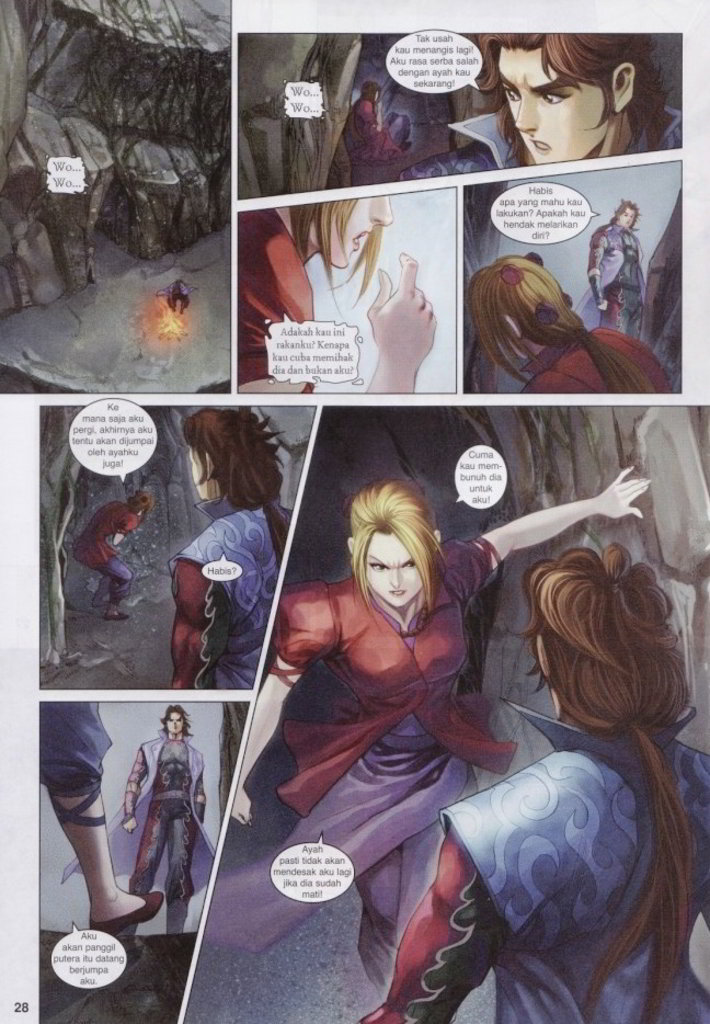 Wo...
Wo...
Wo...
Wo...
Tak usah
kau menangis lagi!
Aku rasa serba salah
dengan ayah kau
sekarang!
Adakah kau ini
rakanku? Kenapa
kau cuba memihak
dia dan bukan aku?
Habis
apa yang mahu kau
lakukan? Apakah kau
hendak melarikan
diri?
Ke
mana saja aku
pergi, akhirnya aku
tentu akan dijumpai
oleh ayahku
juga!
Habis?
Cuma
kau mem-
bunuh dia
untuk
aku!
Ayah
pasti tidak akan
mendesak aku lagi
jika dia sudah
mati!
Aku
akan panggil
putera itu datang
berjumpa
aku.
28